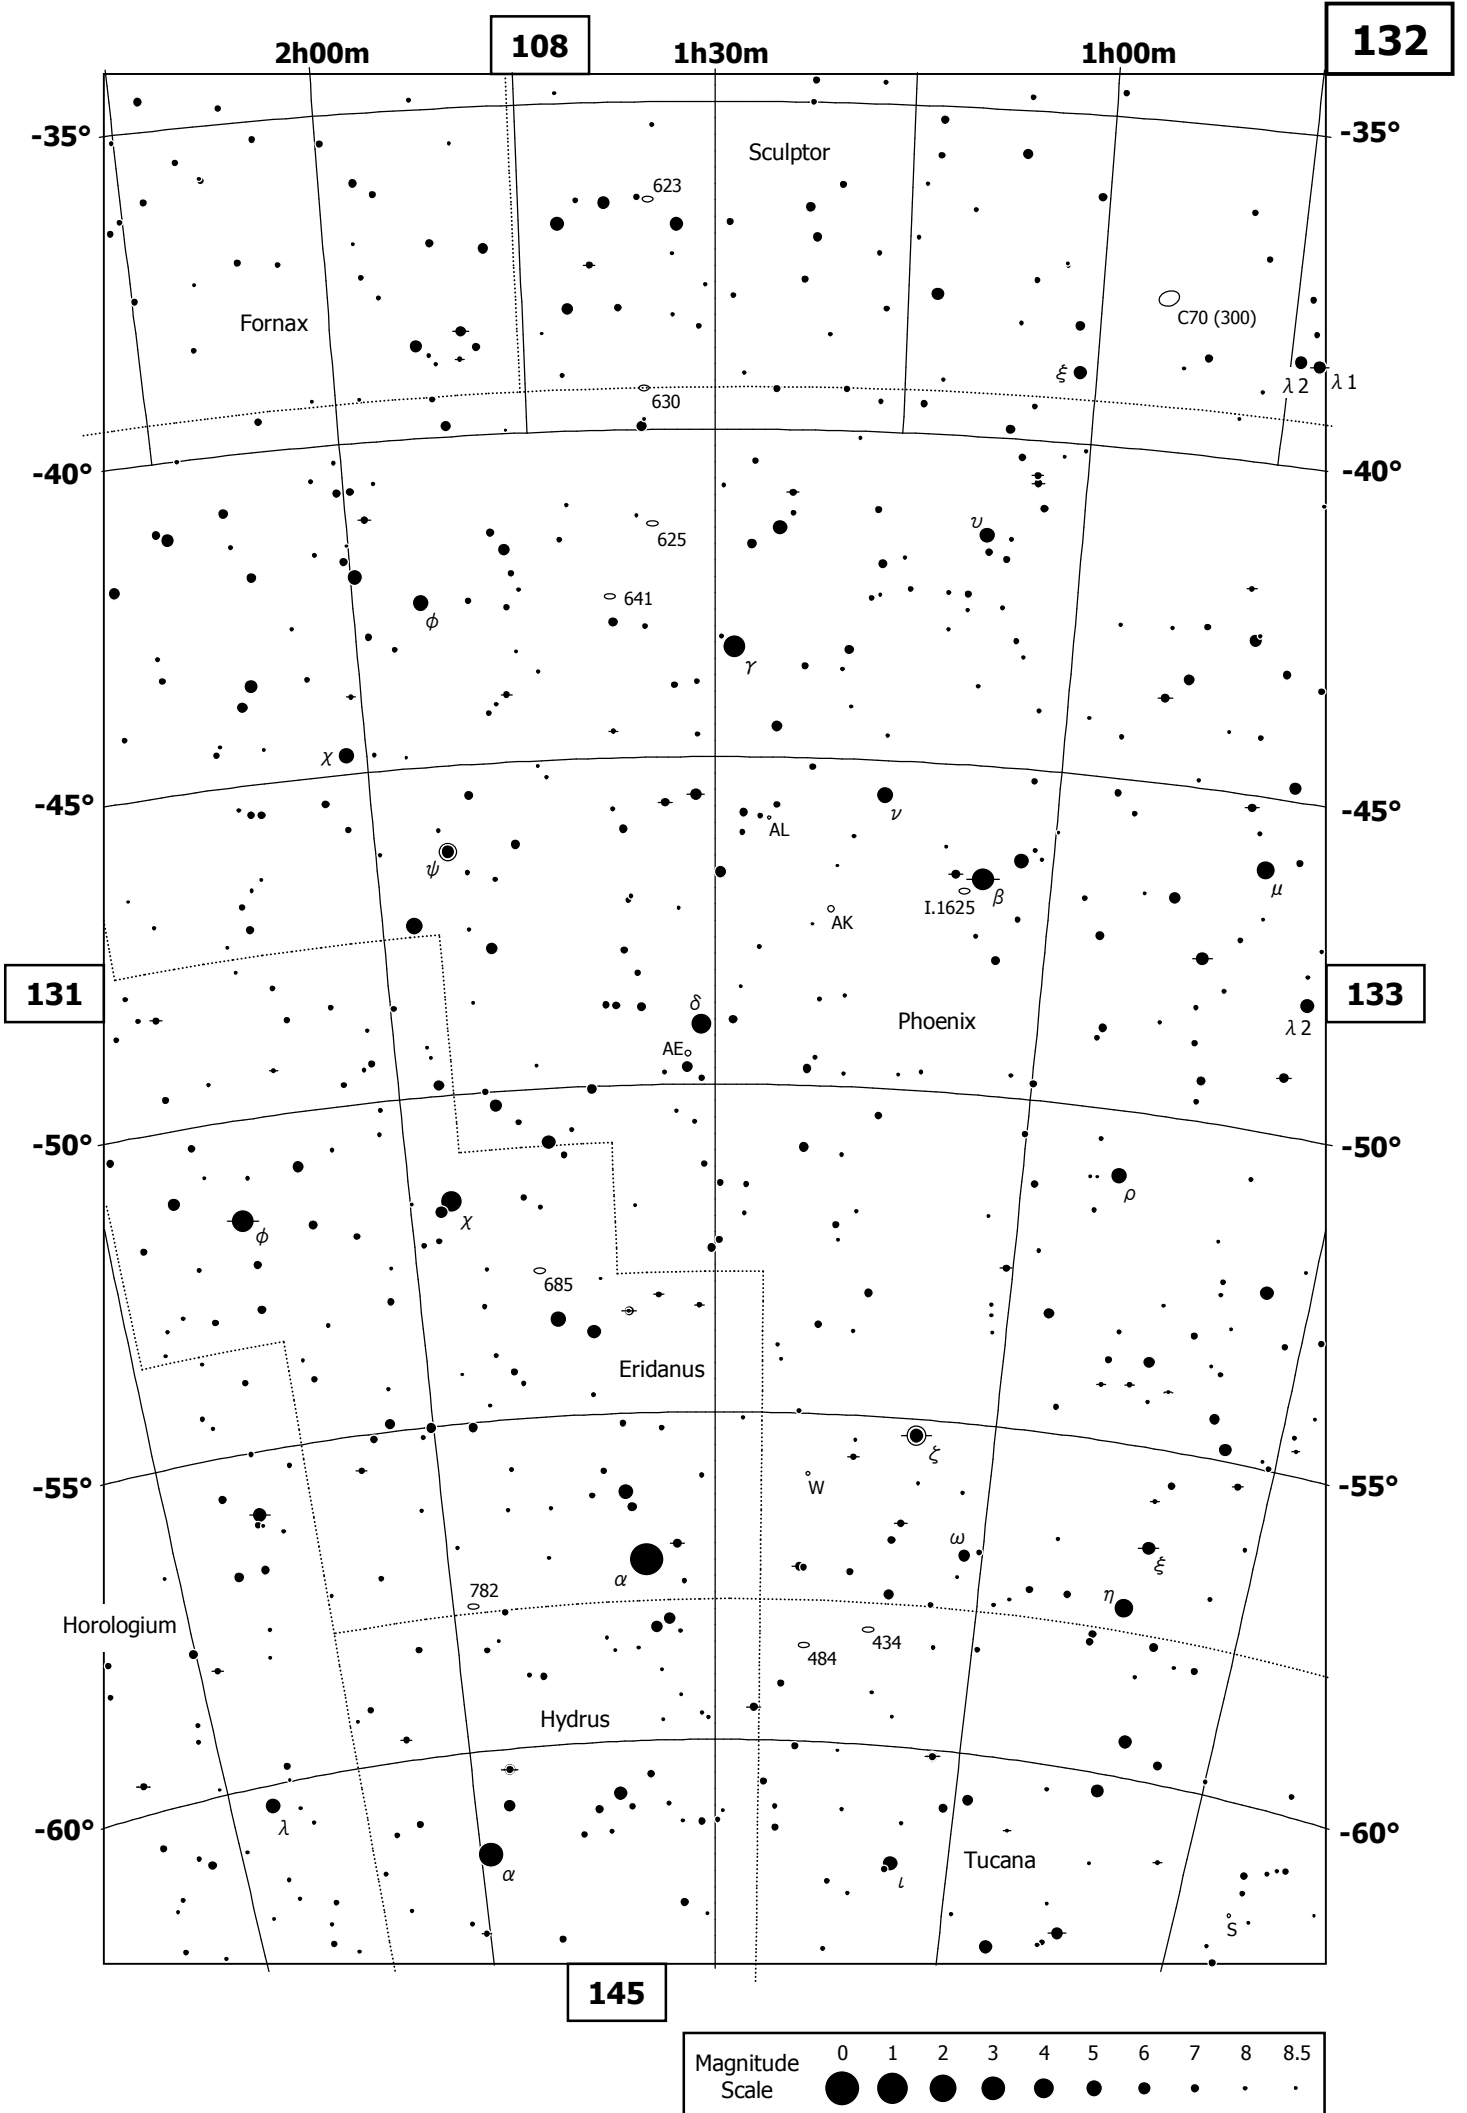 2h00m 108 1h30m 1h00m 132
-35° -35°
Sculptor
623
C70 (300)
Fornax
ξ
λ 2 λ 1
630
-40° -40°
υ
625
641
φ
γ
χ
-45° -45°
ν
AL
ψ
μ
β
I.1625
AK
131 133
δ
Phoenix
λ 2
AE
-50° -50°
ρ
χ
φ
685
Eridanus
ζ
-55° -55°
W
ω
ξ
α
782
η
Horologium
434
484
Hydrus
λ
-60° -60°
Tucana
α
ι
S
145
Magnitude
Scale
0 1 2 3 4 5 6 7 8 8.5